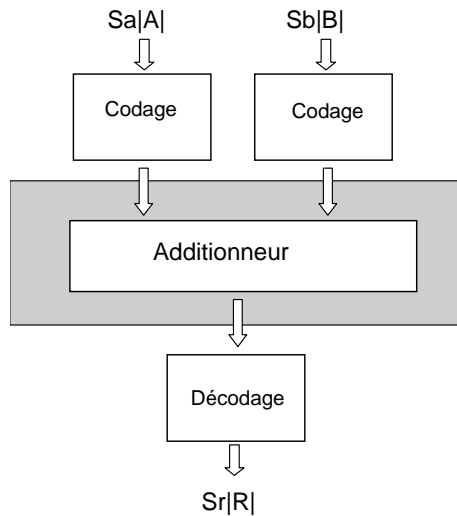 Sa|A| Sb|B|
Codage Codage
Additionneur
Décodage
Sr|R|